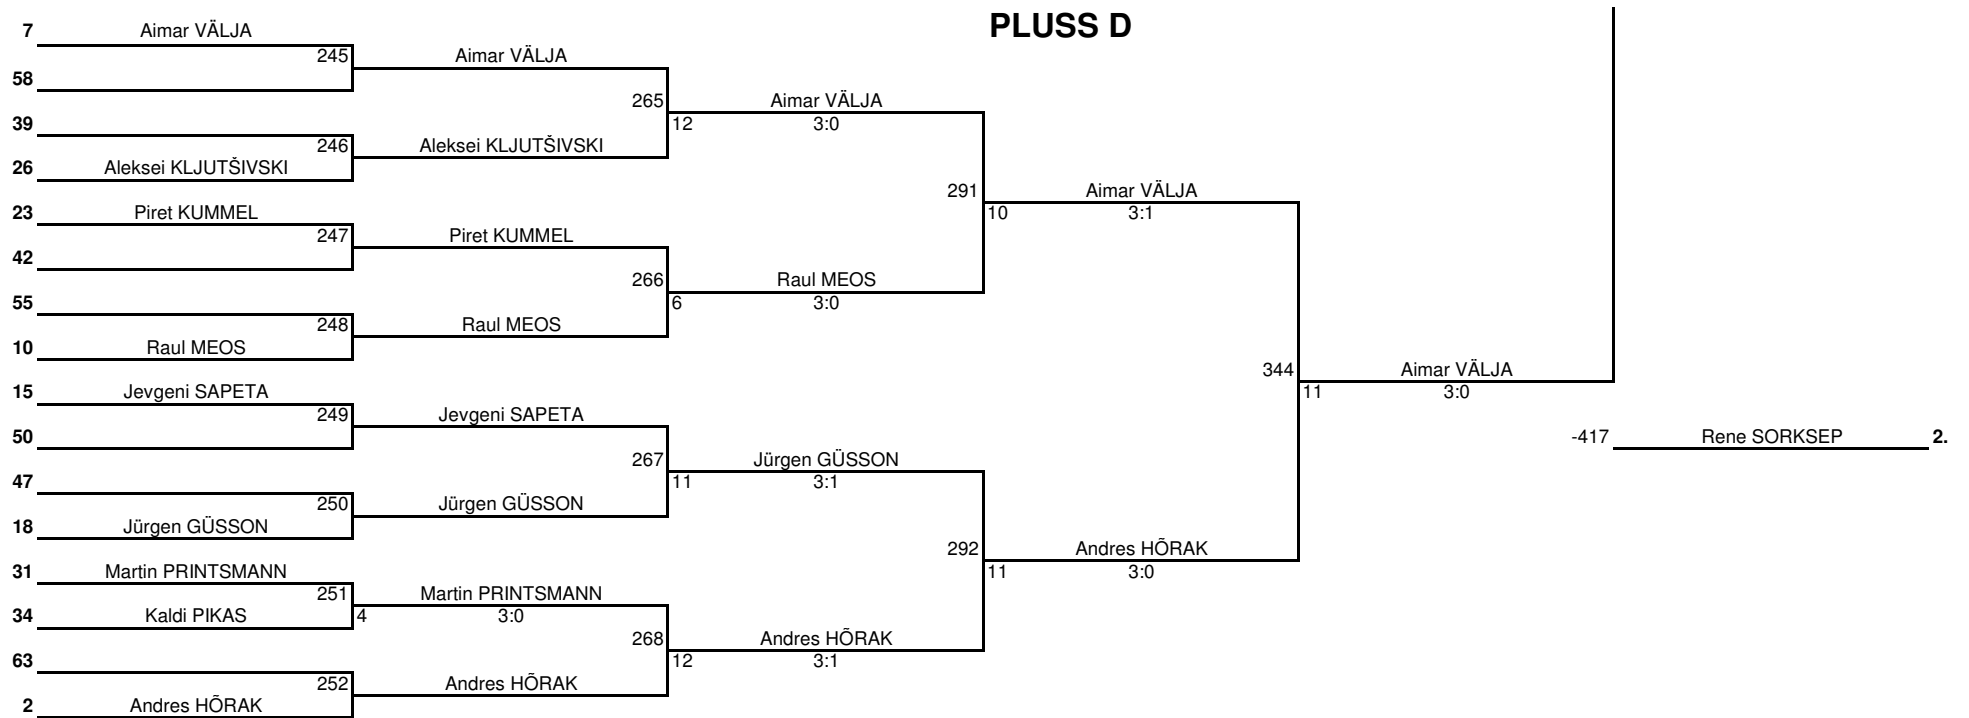 PLUSS D
7 Aimar VÄLJA
245 Aimar VÄLJA
58
265 Aimar VÄLJA
12 3:0
39
246 Aleksei KLJUTŠIVSKI
26 Aleksei KLJUTŠIVSKI
291 Aimar VÄLJA
10 3:1
23 Piret KUMMEL
247 Piret KUMMEL
42
266 Raul MEOS
6 3:0
55
248 Raul MEOS
10 Raul MEOS
344 Aimar VÄLJA
11 3:0
15 Jevgeni SAPETA
249 Jevgeni SAPETA
50
-417 Rene SORKSEP 2.
267 Jürgen GÜSSON
11 3:1
47
250 Jürgen GÜSSON
18 Jürgen GÜSSON
292 Andres HÕRAK
11 3:0
31 Martin PRINTSMANN
251 Martin PRINTSMANN
34 Kaldi PIKAS
4 3:0
268 Andres HÕRAK
12 3:1
63
252 Andres HÕRAK
2 Andres HÕRAK